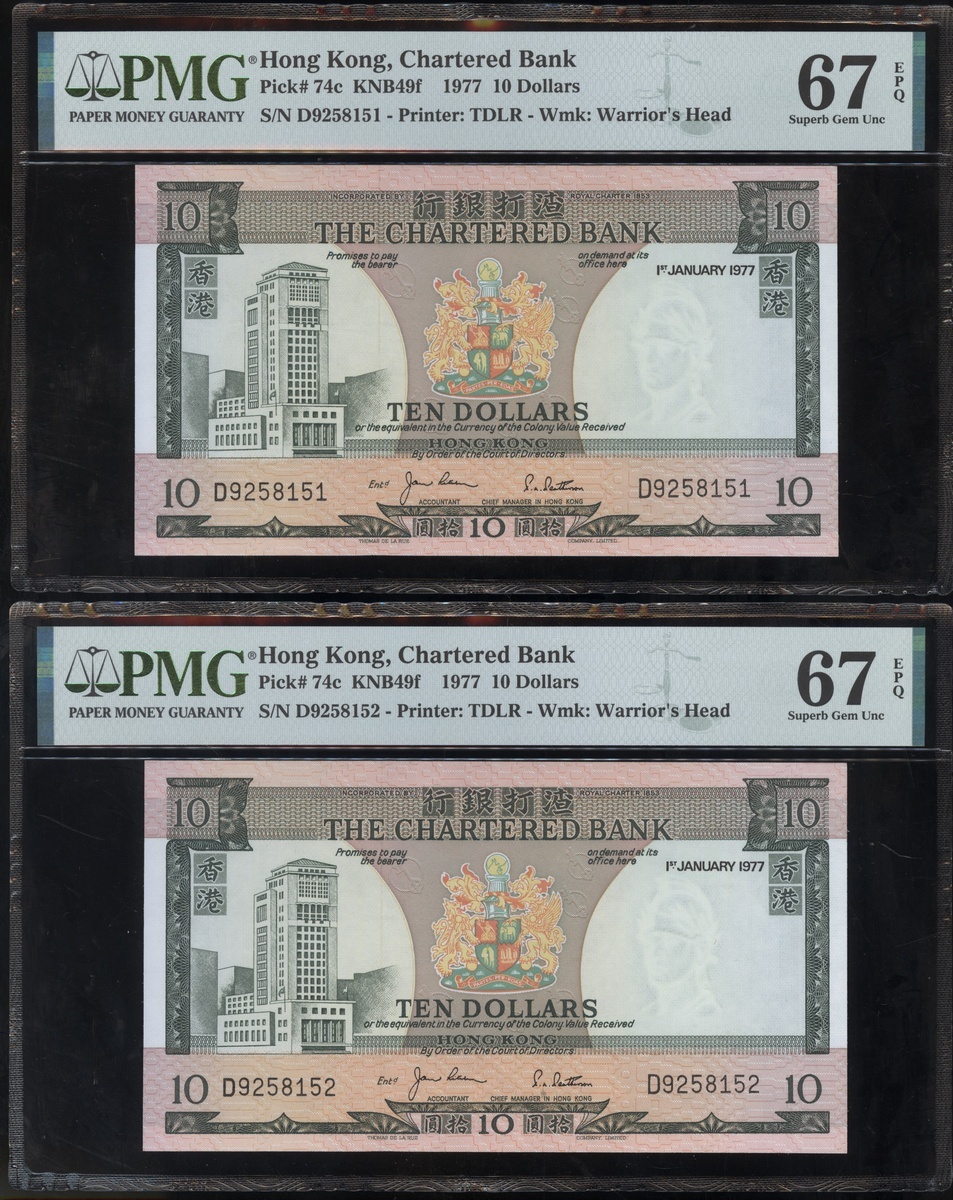 PMG®
PAPER MONEY GUARANTY
Hong Kong, Chartered Bank
Pick# 74c KNB49f 1977 10 Dollars
S/N D9258151 - Printer: TDLR - Wmk: Warrior's Head
67 EPQ
Superb Gem Unc
INCORPORATED BY 行銀打渣 ROYAL CHARTER 1853
10 THE CHARTERED BANK 10
Promises to pay the bearer
on demand at its office here
1ST JANUARY 1977
香港
香港
TEN DOLLARS
or the equivalent in the Currency of the Colony Value Received
HONG KONG
By Order of the Court of Directors
10 D9258151 Entd D9258151 10
ACCOUNTANT CHIEF MANAGER IN HONG KONG
圓拾 10 圓拾
THOMAS DE LA RUE COMPANY, LIMITED.
PMG®
PAPER MONEY GUARANTY
Hong Kong, Chartered Bank
Pick# 74c KNB49f 1977 10 Dollars
S/N D9258152 - Printer: TDLR - Wmk: Warrior's Head
67 EPQ
Superb Gem Unc
INCORPORATED BY 行銀打渣 ROYAL CHARTER 1853
10 THE CHARTERED BANK 10
Promises to pay the bearer
on demand at its office here
1ST JANUARY 1977
香港
香港
TEN DOLLARS
or the equivalent in the Currency of the Colony Value Received
HONG KONG
By Order of the Court of Directors
10 D9258152 Entd D9258152 10
ACCOUNTANT CHIEF MANAGER IN HONG KONG
圓拾 10 圓拾
THOMAS DE LA RUE COMPANY, LIMITED